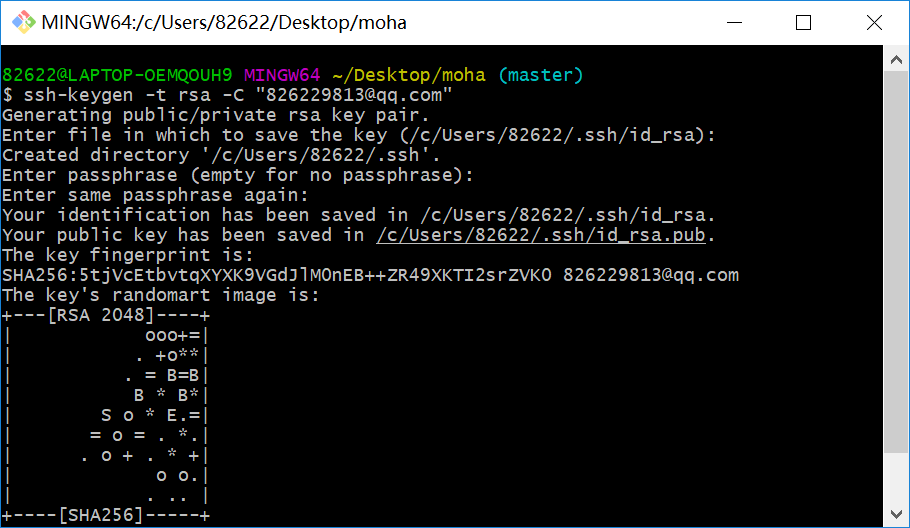 MINGW64:/c/Users/82622/Desktop/moha
82622@LAPTOP-OEMQOUH9 MINGW64 ~/Desktop/moha (master)
$ ssh-keygen -t rsa -C "826229813@qq.com"
Generating public/private rsa key pair.
Enter file in which to save the key (/c/Users/82622/.ssh/id_rsa):
Created directory '/c/Users/82622/.ssh'.
Enter passphrase (empty for no passphrase):
Enter same passphrase again:
Your identification has been saved in /c/Users/82622/.ssh/id_rsa.
Your public key has been saved in /c/Users/82622/.ssh/id_rsa.pub.
The key fingerprint is:
SHA256:5tjVcEtbvtqXYXK9VGdJlMOnEB++ZR49XKTI2srZVKO 826229813@qq.com
The key's randomart image is:
+---[RSA 2048]----+
|            ooo+=|
|           . +o**|
|          . = B=B|
|           B * B*|
|        S o * E.=|
|       = o = . *.|
|      . o + . * +|
|             o o.|
|            . .. |
+----[SHA256]-----+